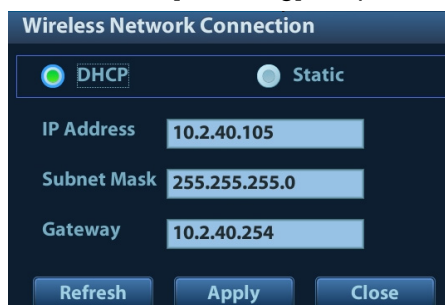 Wireless Network Connection
DHCP Static
IP Address 10.2.40.105
Subnet Mask 255.255.255.0
Gateway 10.2.40.254
Refresh Apply Close